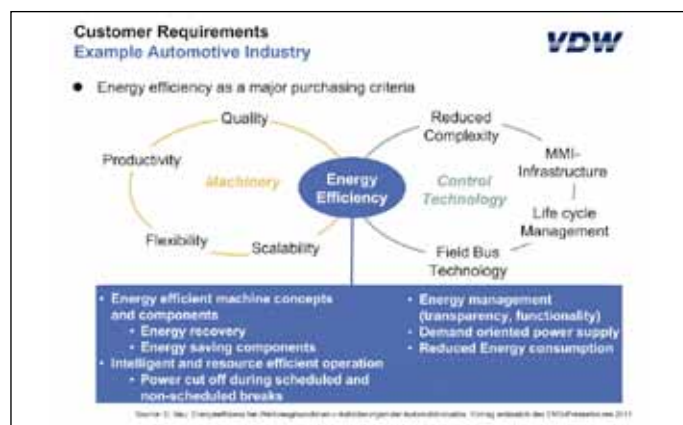 Customer Requirements
Example Automotive Industry
VDW
● Energy efficiency as a major purchasing criteria
Quality
Productivity
Machinery
Flexibility
Scalability
Energy
Efficiency
Reduced
Complexity
MMI-
Infrastructure
Control
Technology
Life cycle
Management
Field Bus
Technology
• Energy efficient machine concepts
and components
• Energy recovery
• Energy saving components
• Intelligent and resource efficient operation
• Power cut off during scheduled and
non-scheduled breaks
• Energy management
(transparency, functionality)
• Demand oriented power supply
• Reduced Energy consumption